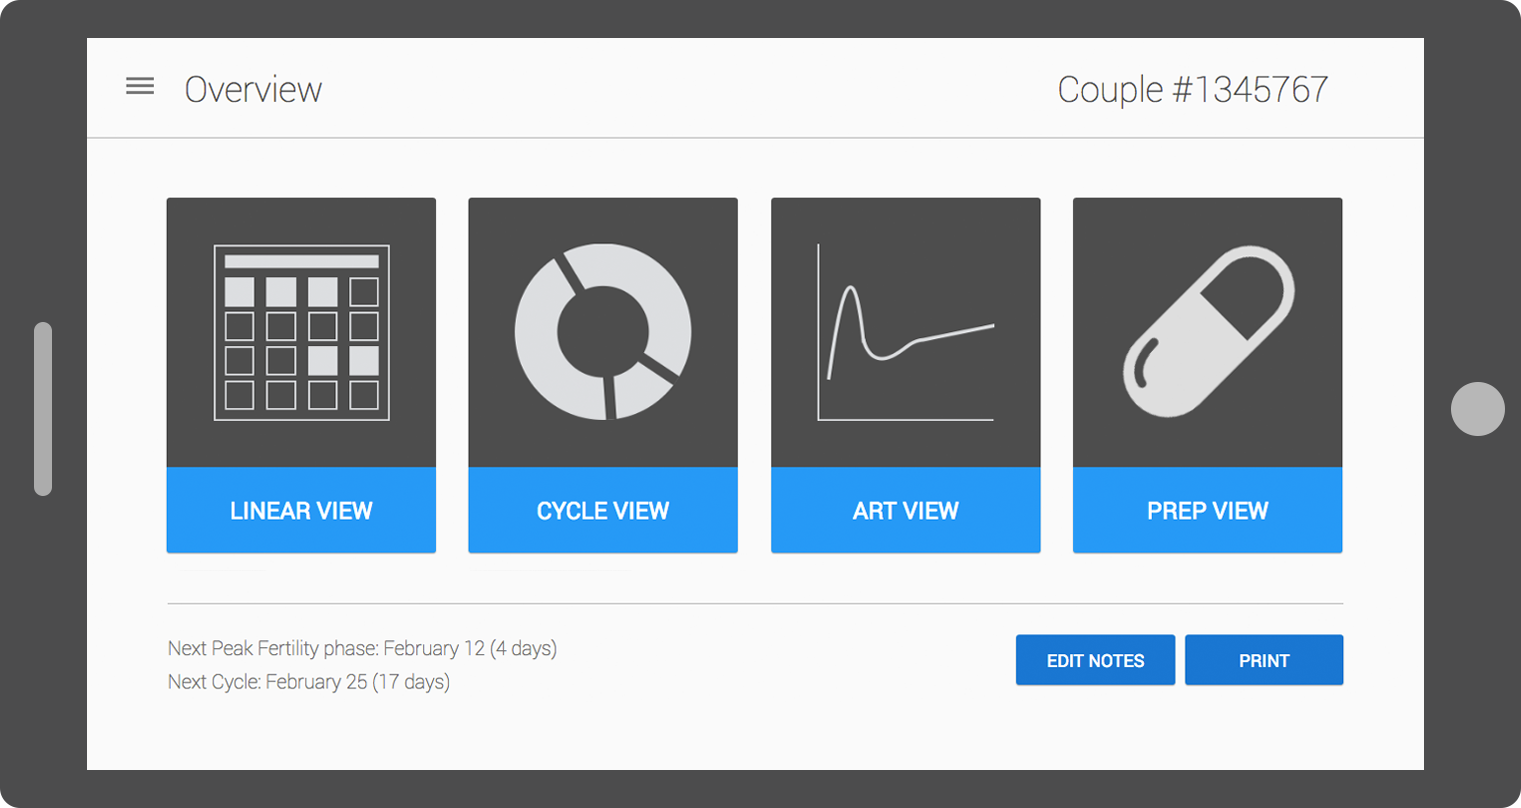 Overview
Couple #1345767
LINEAR VIEW
CYCLE VIEW
ART VIEW
PREP VIEW
Next Peak Fertility phase: February 12 (4 days)
Next Cycle: February 25 (17 days)
EDIT NOTES
PRINT